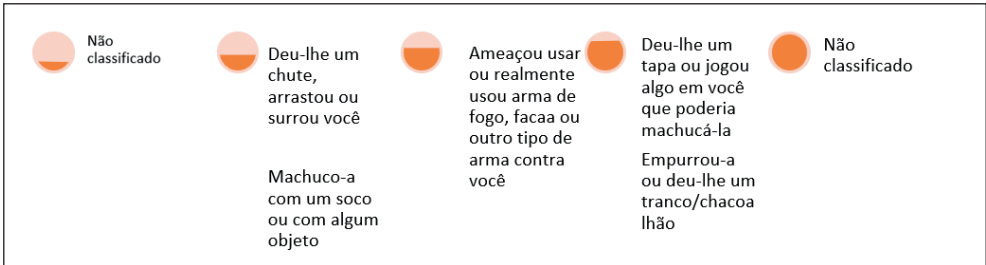 Não
classificado
Deu-lhe um
chute,
arrastou ou
surrou você
Machuco-a
com um soco
ou com algum
objeto
Ameaçou usar
ou realmente
usou arma de
fogo, facaa ou
outro tipo de
arma contra
você
Deu-lhe um
tapa ou jogou
algo em você
que poderia
machucá-la
Empurrou-a
ou deu-lhe um
tranco/chacoa
lhão
Não
classificado